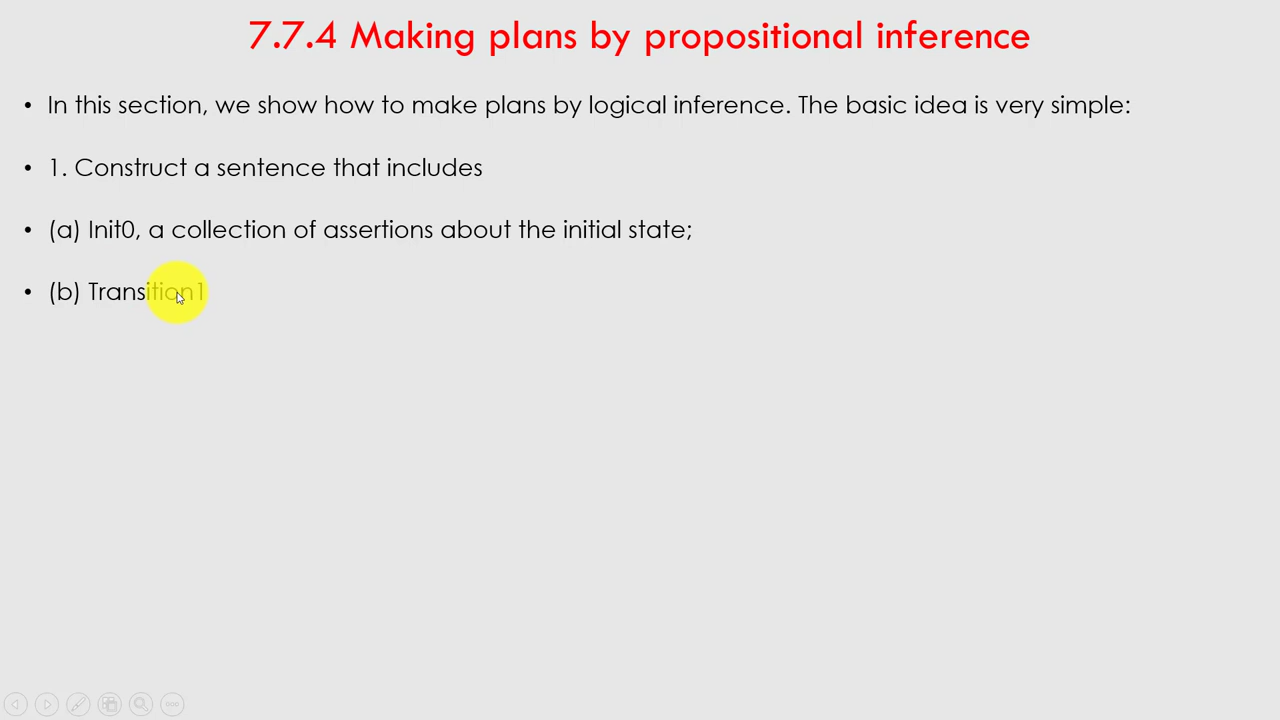 7.7.4 Making plans by propositional inference
• In this section, we show how to make plans by logical inference. The basic idea is very simple:
• 1. Construct a sentence that includes
• (a) Init0, a collection of assertions about the initial state;
• (b) Transition1